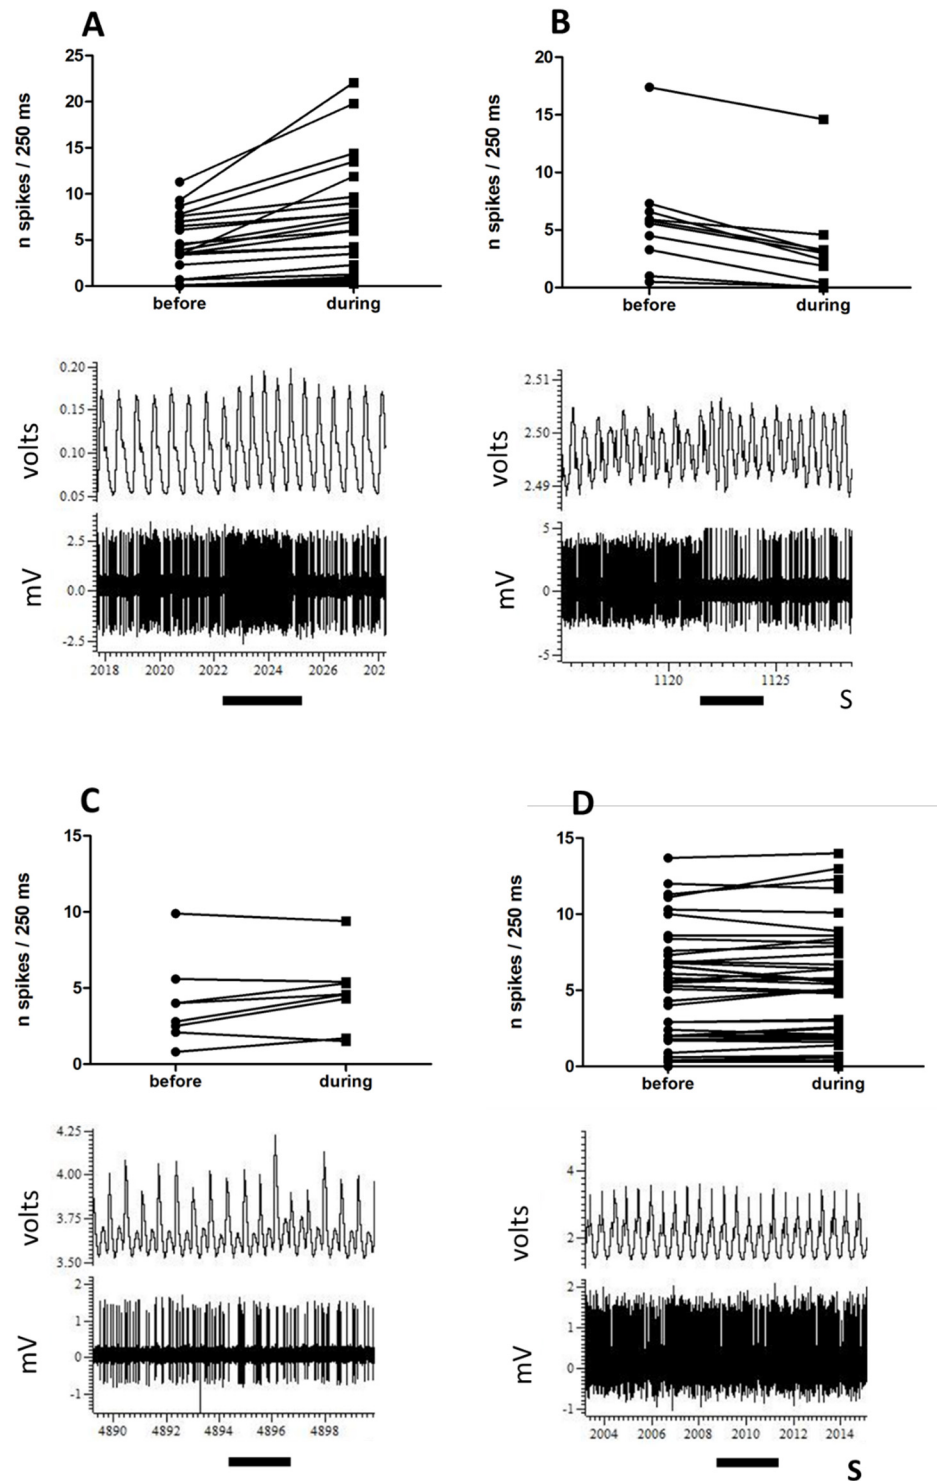 A
B
n spikes / 250 ms
25
20
15
10
5
0
before
during
n spikes / 250 ms
20
15
10
5
0
before
during
volts
0.20
0.15
0.10
0.05
mV
2.5
0.0
-2.5
2018
2020
2022
2024
2026
202
volts
2.51
2.50
2.49
mV
5
0
-5
1120
1125
S
C
D
n spikes / 250 ms
15
10
5
0
before
during
n spikes / 250 ms
15
10
5
0
before
during
volts
4.25
4.00
3.75
3.50
mV
2
1
0
-1
4890
4892
4894
4896
4898
volts
4
2
mV
2
1
0
-1
2004
2006
2008
2010
2012
2014
S